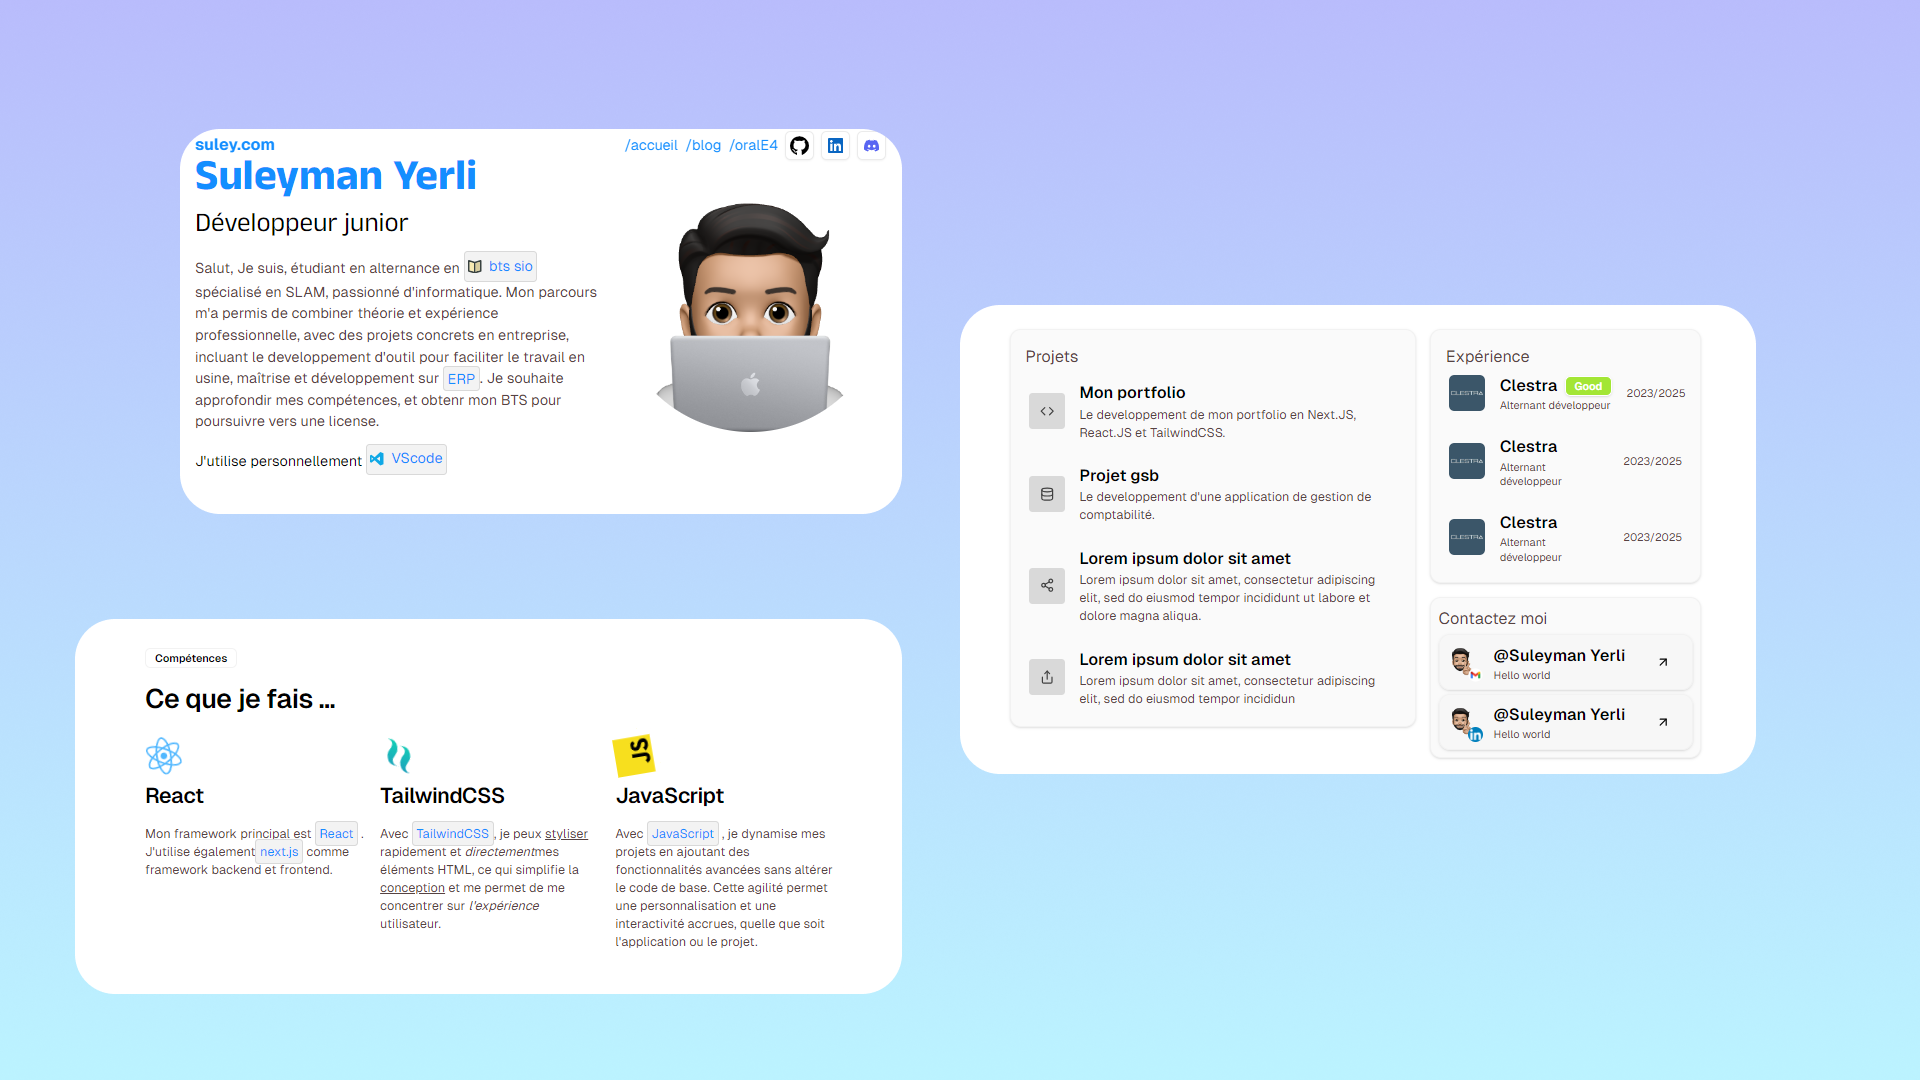 suley.com
/accueil /blog /oralE4
Suleyman Yerli
Développeur junior
Salut, Je suis, étudiant en alternance en bts sio
spécialisé en SLAM, passionné d'informatique. Mon parcours
m'a permis de combiner théorie et expérience
professionnelle, avec des projets concrets en entreprise,
incluant le developpement d'outil pour faciliter le travail en
usine, maîtrise et développement sur ERP. Je souhaite
approfondir mes compétences, et obtenr mon BTS pour
poursuivre vers une license.
J'utilise personnellement VScode
Compétences
Ce que je fais ...
React
Mon framework principal est React .
J'utilise également next.js comme
framework backend et frontend.
TailwindCSS
Avec TailwindCSS, je peux styliser
rapidement et directementmes
éléments HTML, ce qui simplifie la
conception et me permet de me
concentrer sur l'expérience
utilisateur.
JS
JavaScript
Avec JavaScript , je dynamise mes
projets en ajoutant des
fonctionnalités avancées sans altérer
le code de base. Cette agilité permet
une personnalisation et une
interactivité accrues, quelle que soit
l'application ou le projet.
Projets
Mon portfolio
Le developpement de mon portfolio en Next.JS,
React.JS et TailwindCSS.
Projet gsb
Le developpement d'une application de gestion de
comptabilité.
Lorem ipsum dolor sit amet
Lorem ipsum dolor sit amet, consectetur adipiscing
elit, sed do eiusmod tempor incididunt ut labore et
dolore magna aliqua.
Lorem ipsum dolor sit amet
Lorem ipsum dolor sit amet, consectetur adipiscing
elit, sed do eiusmod tempor incididun
Expérience
CLESTRA
Clestra Good
Alternant développeur
2023/2025
CLESTRA
Clestra
Alternant
développeur
2023/2025
CLESTRA
Clestra
Alternant
développeur
2023/2025
Contactez moi
@Suleyman Yerli
Hello world
@Suleyman Yerli
Hello world